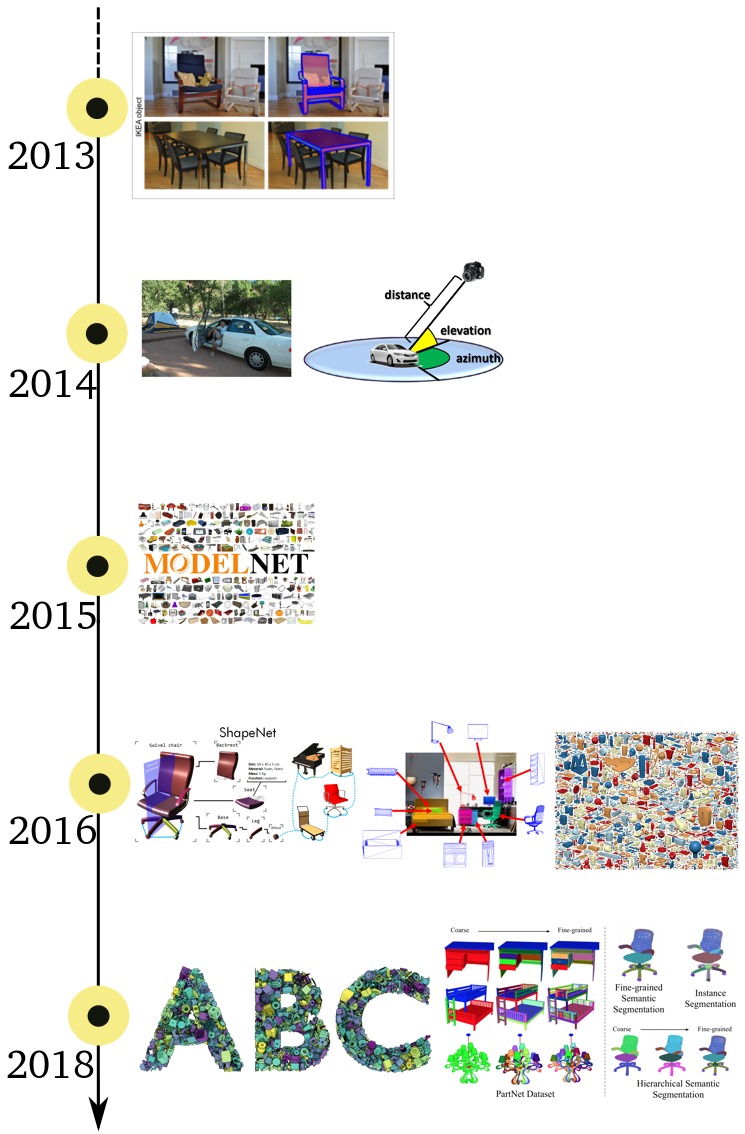 IKEA object
2013
distance
elevation
azimuth
2014
MODELNET
2015
ShapeNet
Swivel chair
Backrest
Seat
Base
Leg
Wheel
2016
Coarse
Fine-grained
Fine-grained
Semantic
Segmentation
Instance
Segmentation
Coarse
Fine-grained
Hierarchical Semantic
Segmentation
PartNet Dataset
ABC
2018